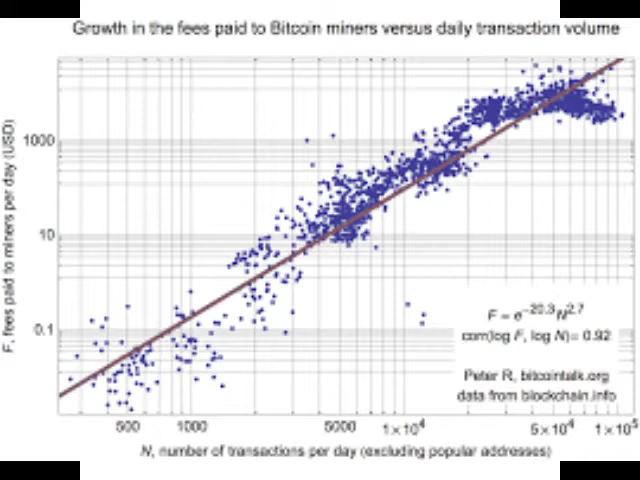 Growth in the fees paid to Bitcoin miners versus daily transaction volume
F, fees paid to miners per day (USD)
1000
10
0.1
F = e^-20.3 N^2.7
corr(log F, log N) = 0.92
Peter R, bitcointalk.org
data from blockchain.info
500 1000 5000 1×10^4 5×10^4 1×10^5
N, number of transactions per day (excluding popular addresses)